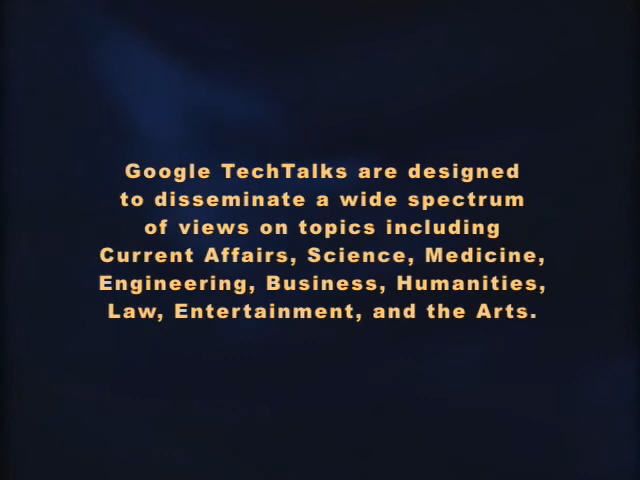 Google TechTalks are designed
to disseminate a wide spectrum
of views on topics including
Current Affairs, Science, Medicine,
Engineering, Business, Humanities,
Law, Entertainment, and the Arts.